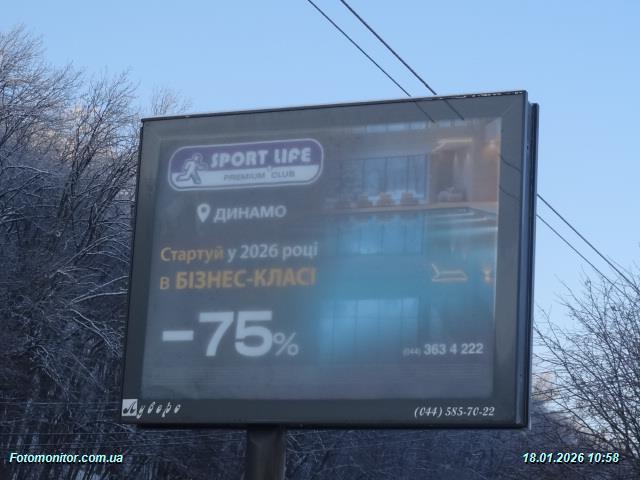 SPORT LIFE
PREMIUM CLUB
ДИНАМО
Стартуй у 2026 році
в БІЗНЕС-КЛАСІ
-75%
(044) 363 4 222
Лувере
(044) 585-70-22
Fotomonitor.com.ua
18.01.2026 10:58